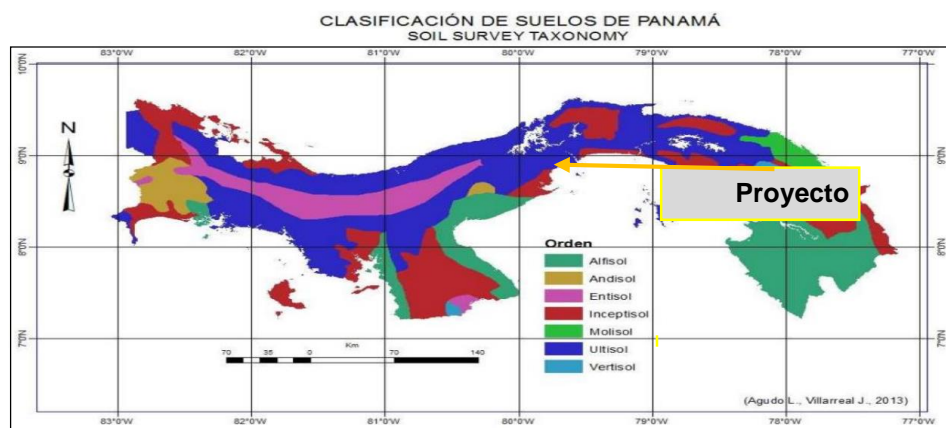 CLASIFICACIÓN DE SUELOS DE PANAMÁ
SOIL SURVEY TAXONOMY
83°0'W 82°0'W 81°0'W 80°0'W 79°0'W 78°0'W 77°0'W
10°0'N 10°0'N
N
9°0'N 9°0'N
Proyecto
8°0'N 8°0'N
Orden
Alfisol
Andisol
Entisol
Inceptisol
Molisol
Ultisol
Vertisol
7°0'N 7°0'N
Km
70 35 0 70 140
(Agudo L., Villarreal J., 2013)
83°0'W 82°0'W 81°0'W 80°0'W 79°0'W 78°0'W 77°0'W